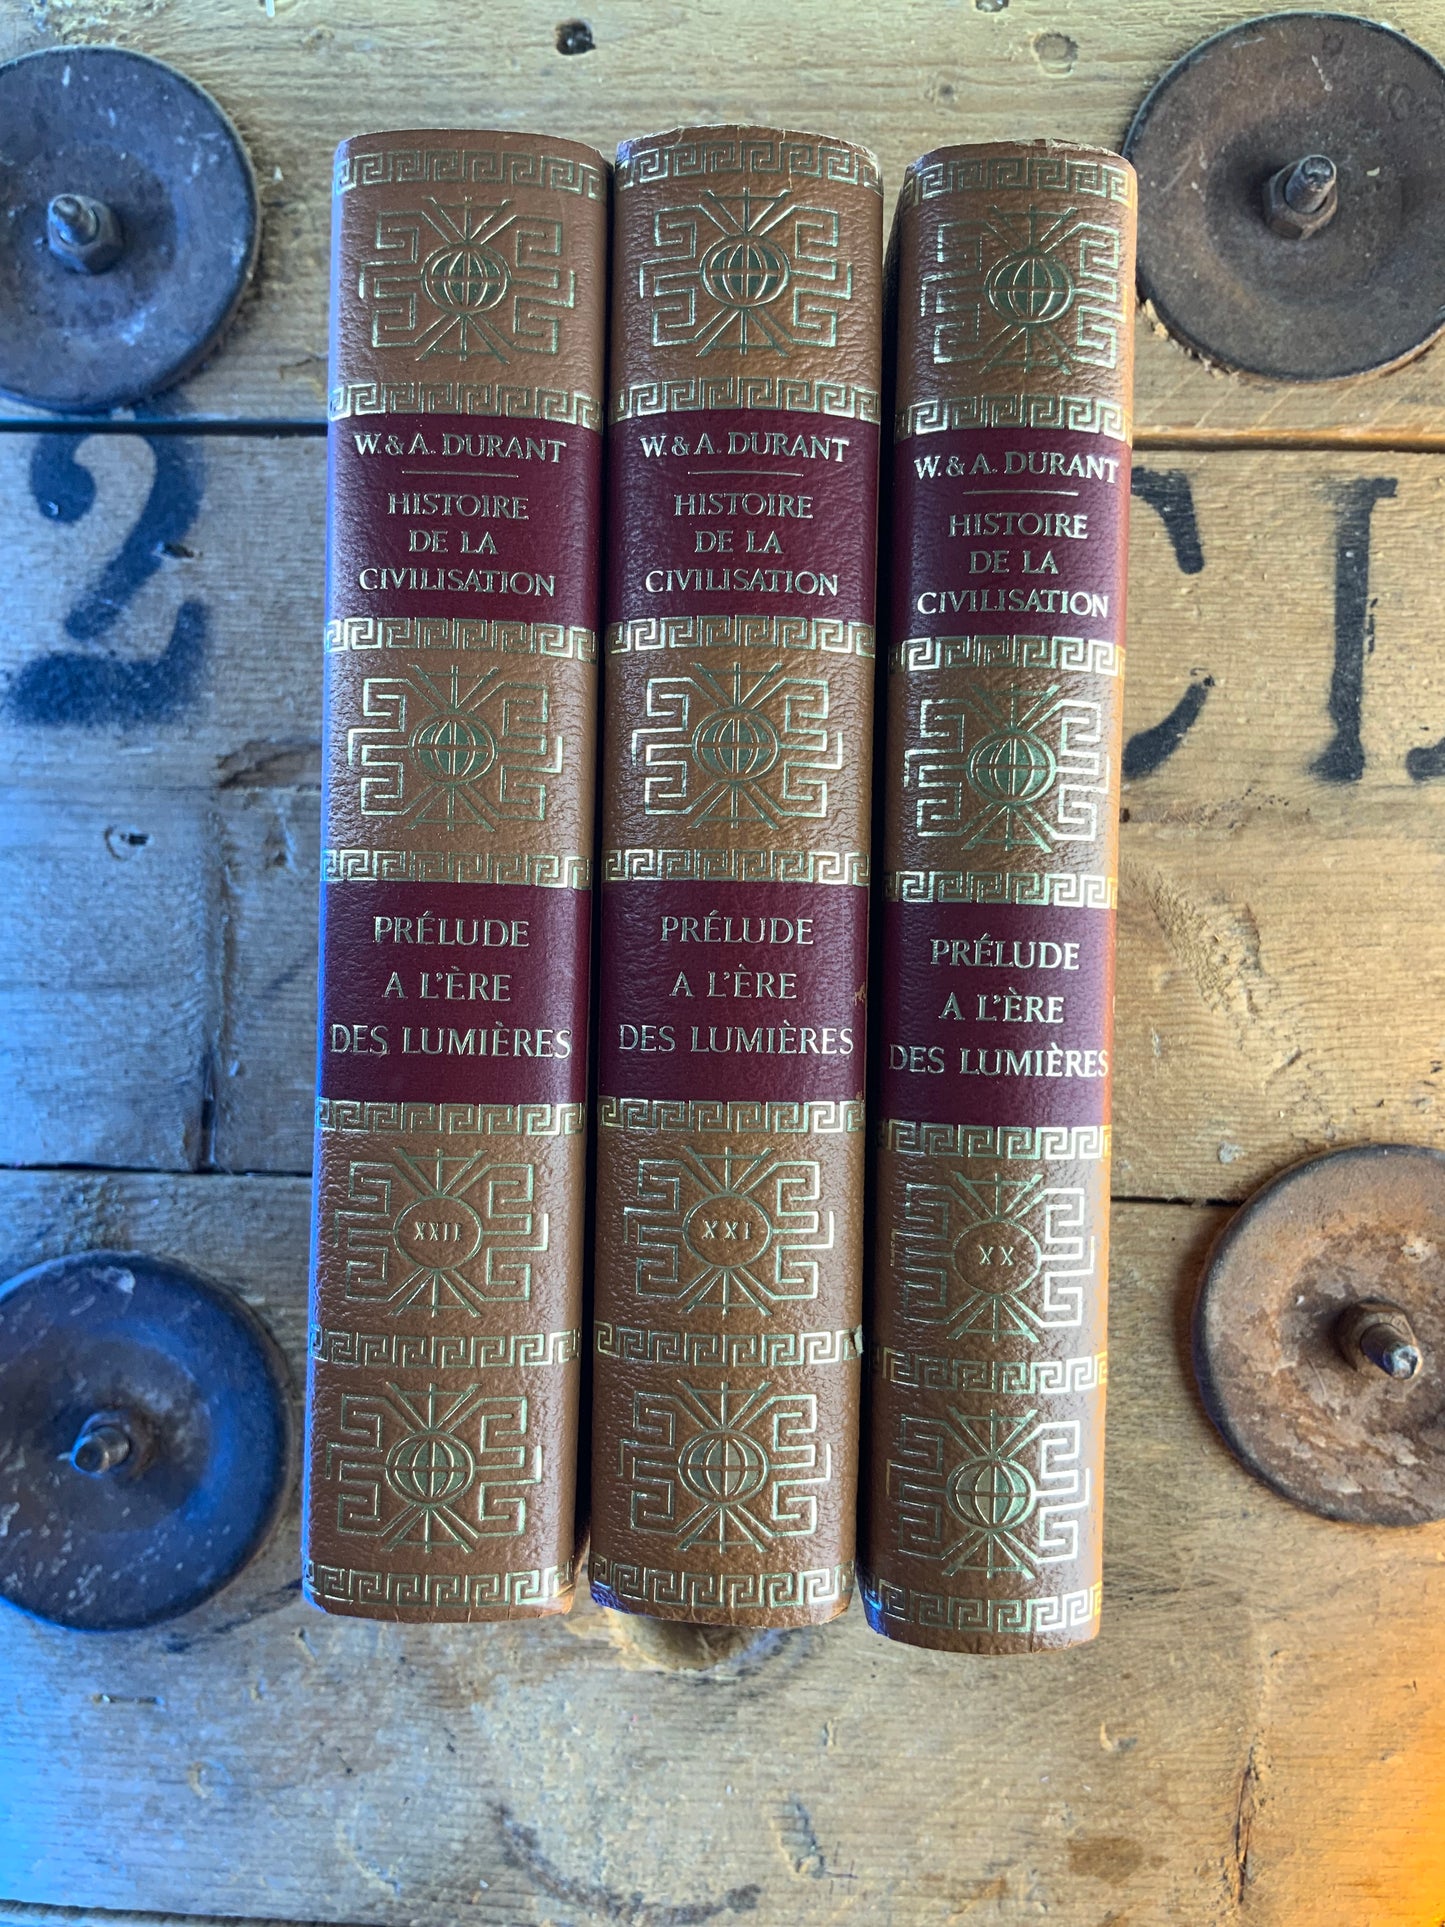 W. & A. DURANT
HISTOIRE
DE LA
CIVILISATION
PRÉLUDE
A L'ÈRE
DES LUMIÈRES
XXII
W. & A. DURANT
HISTOIRE
DE LA
CIVILISATION
PRÉLUDE
A L'ÈRE
DES LUMIÈRES
XXI
W. & A. DURANT
HISTOIRE
DE LA
CIVILISATION
PRÉLUDE
A L'ÈRE
DES LUMIÈRES
XX
2